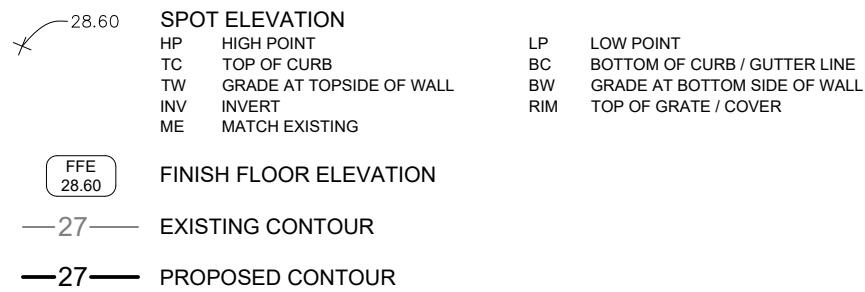 28.60 SPOT ELEVATION
HP HIGH POINT LP LOW POINT
TC TOP OF CURB BC BOTTOM OF CURB / GUTTER LINE
TW GRADE AT TOPSIDE OF WALL BW GRADE AT BOTTOM SIDE OF WALL
INV INVERT RIM TOP OF GRATE / COVER
ME MATCH EXISTING
FFE
28.60
FINISH FLOOR ELEVATION
27 EXISTING CONTOUR
27 PROPOSED CONTOUR